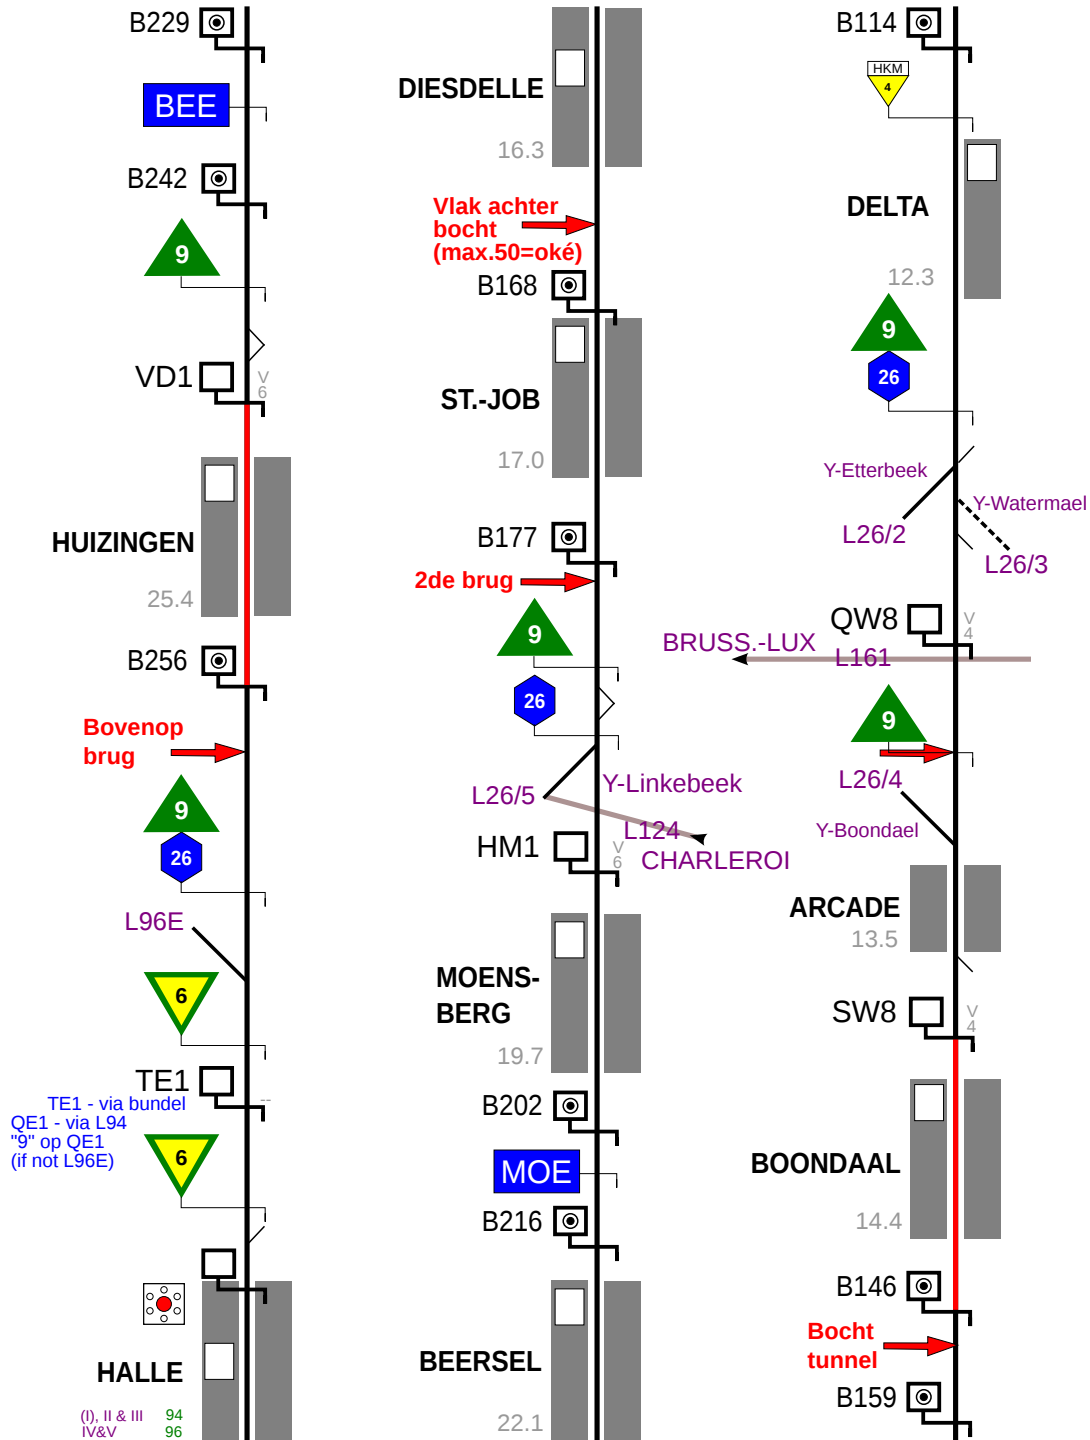 B229
BEE
B242
9
VD1
V
6
HUIZINGEN
25.4
B256
Bovenop
brug
9
26
L96E
6
TE1
--
TE1 - via bundel
QE1 - via L94
"9" op QE1
(if not L96E)
6
HALLE
(I), II & III 94
IV&V 96
DIESDELLE
16.3
Vlak achter
bocht
(max.50=oké)
B168
ST.-JOB
17.0
B177
2de brug
9
26
L26/5
Y-Linkebeek
L124
CHARLEROI
HM1
V
6
MOENS-
BERG
19.7
B202
MOE
B216
BEERSEL
22.1
B114
HKM
4
DELTA
12.3
9
26
Y-Etterbeek
L26/2
Y-Watermael
L26/3
QW8
V
4
BRUSS.-LUX
L161
9
L26/4
Y-Boondael
ARCADE
13.5
SW8
V
4
BOONDAAL
14.4
B146
Bocht
tunnel
B159